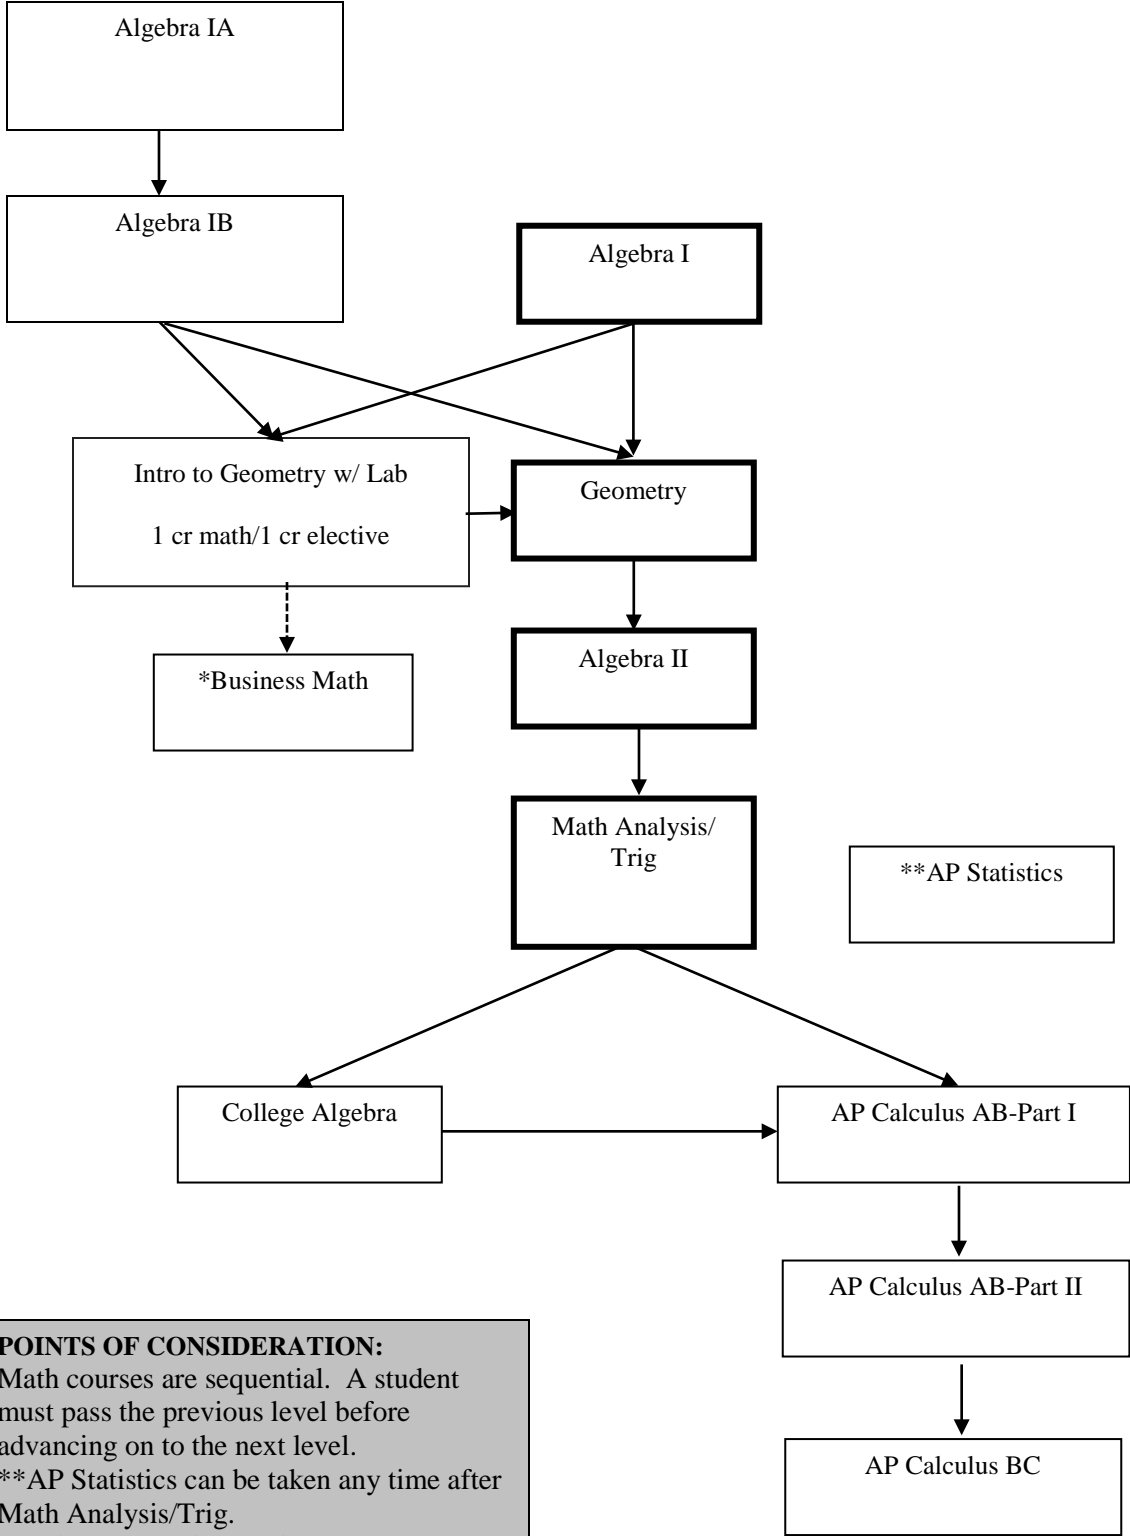 Algebra IA
Algebra IB
Algebra I
Intro to Geometry w/ Lab
1 cr math/1 cr elective
Geometry
*Business Math
Algebra II
Math Analysis/
Trig
**AP Statistics
College Algebra
AP Calculus AB-Part I
AP Calculus AB-Part II
AP Calculus BC
POINTS OF CONSIDERATION:
Math courses are sequential.  A student
must pass the previous level before
advancing on to the next level.
**AP Statistics can be taken any time after
Math Analysis/Trig.